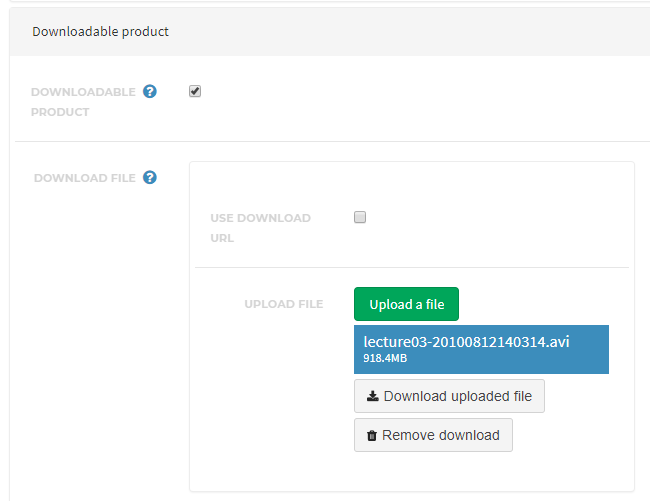 Downloadable product
DOWNLOADABLE
PRODUCT
DOWNLOAD FILE
USE DOWNLOAD
URL
UPLOAD FILE
Upload a file
lecture03-20100812140314.avi
918.4MB
Download uploaded file
Remove download